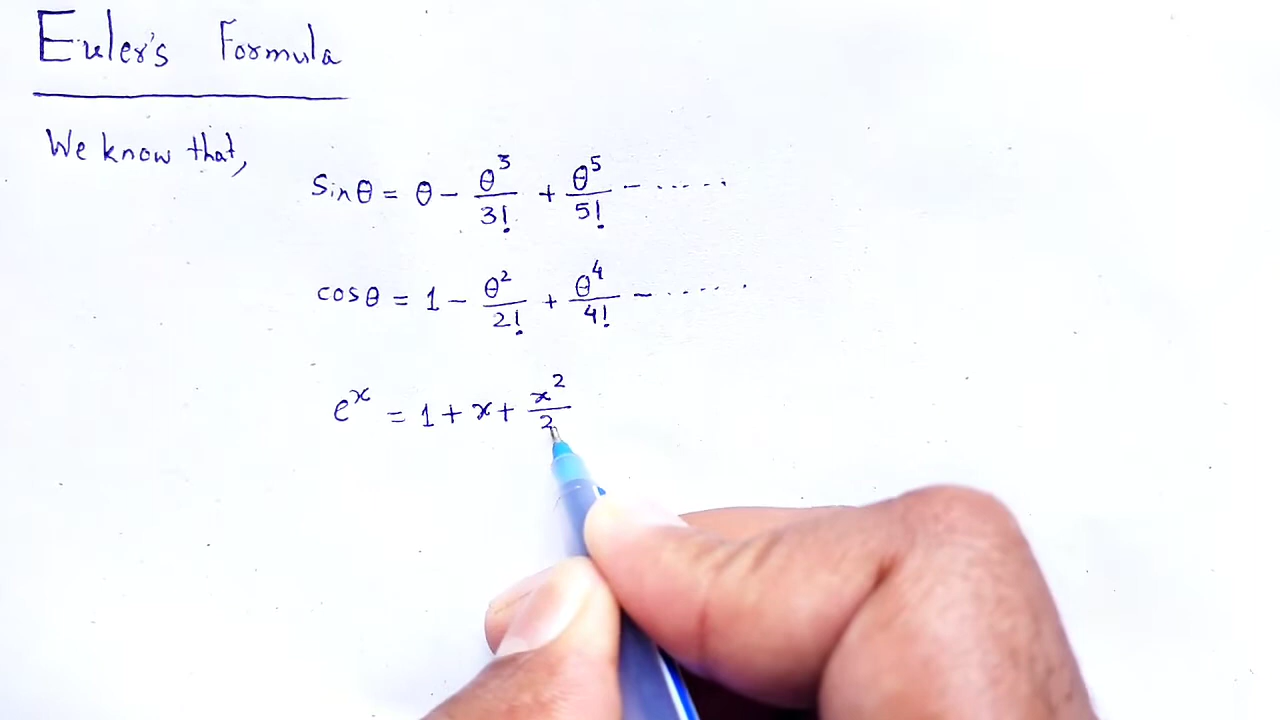 Euler's Formula
We know that,
Sinθ = θ - θ³/3! + θ⁵/5! - .....
cosθ = 1 - θ²/2! + θ⁴/4! - .....
eˣ = 1 + x + x²/2